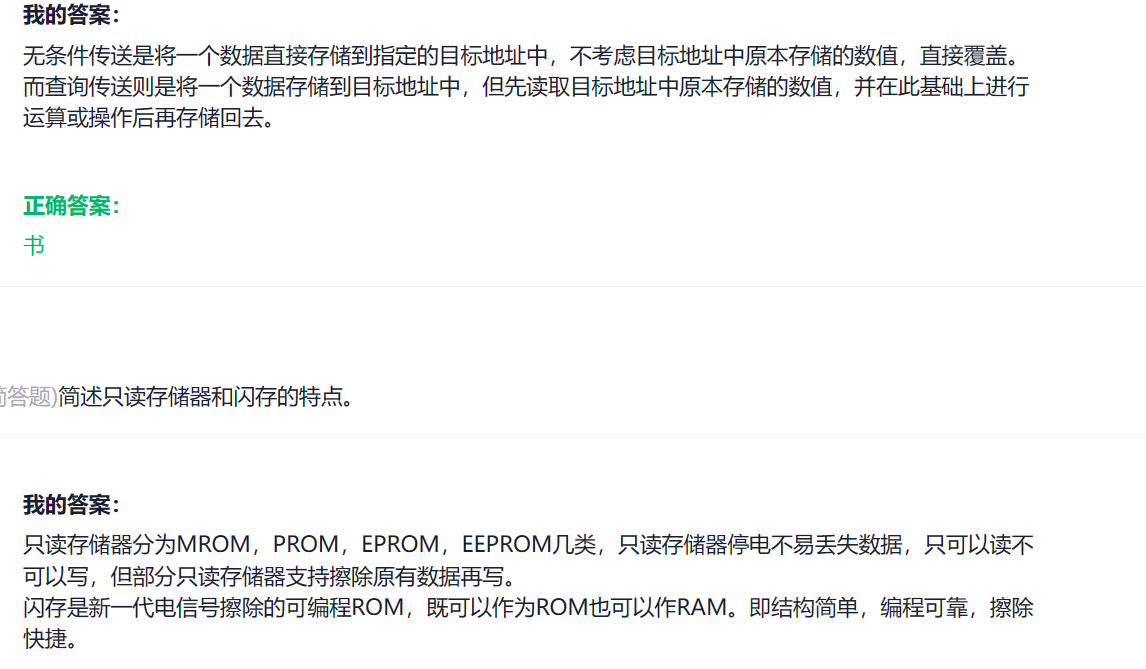 我的答案：
无条件传送是将一个数据直接存储到指定的目标地址中，不考虑目标地址中原本存储的数值，直接覆盖。
而查询传送则是将一个数据存储到目标地址中，但先读取目标地址中原本存储的数值，并在此基础上进行
运算或操作后再存储回去。
正确答案：
书
简答题)简述只读存储器和闪存的特点。
我的答案：
只读存储器分为MROM，PROM，EPROM，EEPROM几类，只读存储器停电不易丢失数据，只可以读不
可以写，但部分只读存储器支持擦除原有数据再写。
闪存是新一代电信号擦除的可编程ROM，既可以作为ROM也可以作RAM。即结构简单，编程可靠，擦除
快捷。